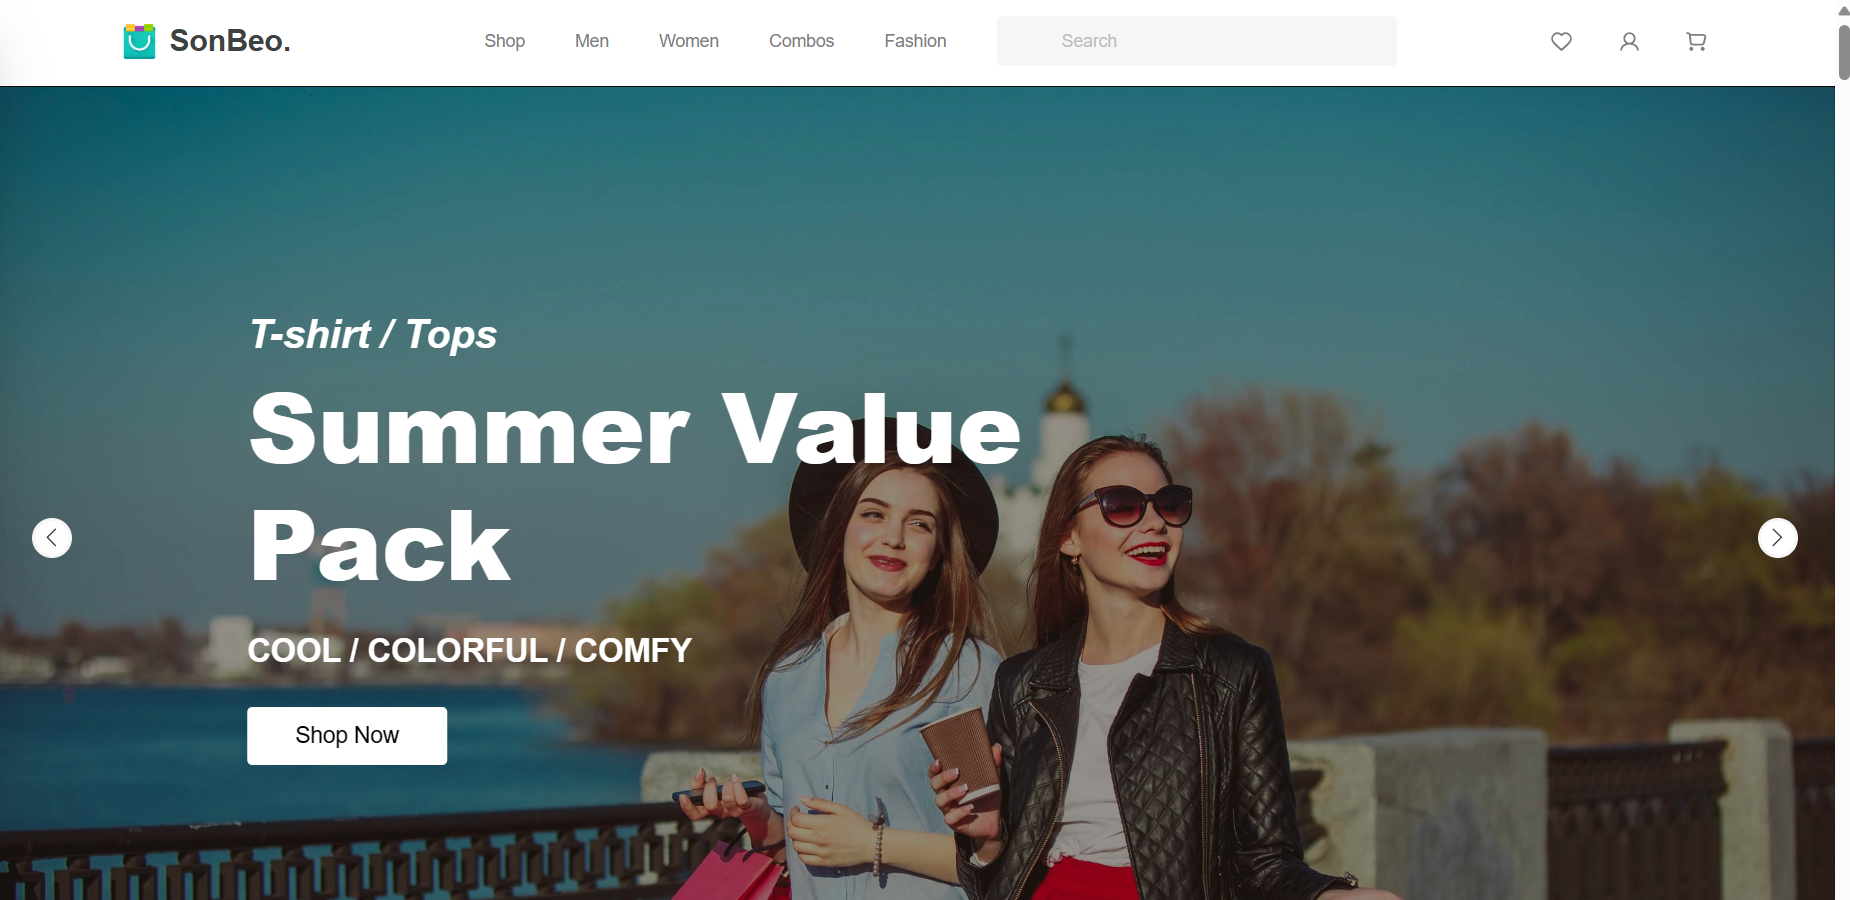 SonBeo.
Shop Men Women Combos Fashion Search
T-shirt / Tops
Summer Value
Pack
COOL / COLORFUL / COMFY
Shop Now